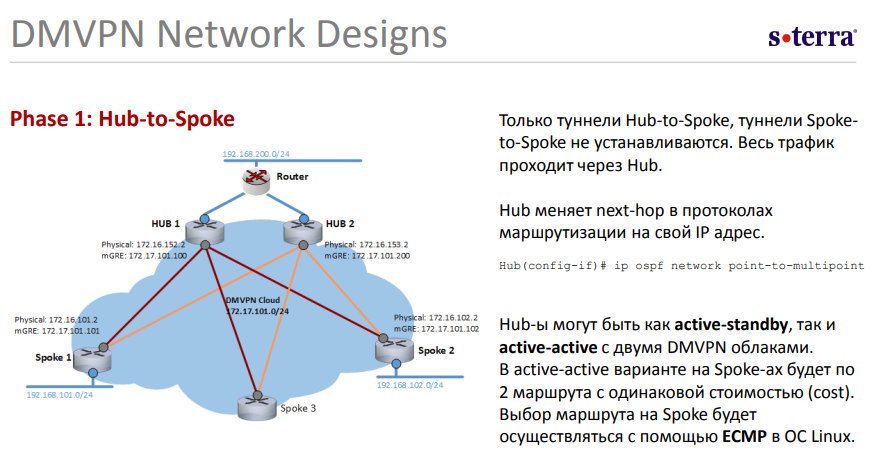 DMVPN Network Designs
s•terra®
Phase 1: Hub-to-Spoke
192.168.200.0/24
Router
HUB 1
HUB 2
Physical: 172.16.152.2
mGRE: 172.17.101.100
Physical: 172.16.153.2
mGRE: 172.17.101.200
DMVPN Cloud
172.17.101.0/24
Physical: 172.16.101.2
mGRE: 172.17.101.101
Physical: 172.16.102.2
mGRE: 172.17.101.102
Spoke 1
Spoke 2
192.168.101.0/24
192.168.102.0/24
Spoke 3
Только туннели Hub-to-Spoke, туннели Spoke-
to-Spoke не устанавливаются. Весь трафик
проходит через Hub.
Hub меняет next-hop в протоколах
маршрутизации на свой IP адрес.
Hub(config-if)# ip ospf network point-to-multipoint
Hub-ы могут быть как active-standby, так и
active-active с двумя DMVPN облаками.
В active-active варианте на Spoke-ах будет по
2 маршрута с одинаковой стоимостью (cost).
Выбор маршрута на Spoke будет
осуществляться с помощью ECMP в ОС Linux.